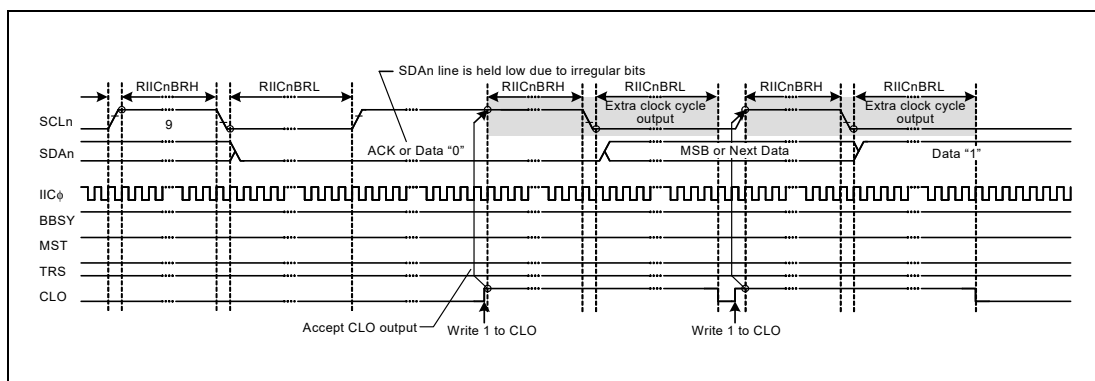 SDAn line is held low due to irregular bits
RIICnBRH
RIICnBRL
RIICnBRH
RIICnBRL
RIICnBRH
RIICnBRL
Extra clock cycle
output
Extra clock cycle
output
SCLn
9
SDAn
ACK or Data “0”
MSB or Next Data
Data “1”
IICϕ
BBSY
MST
TRS
CLO
Accept CLO output
Write 1 to CLO
Write 1 to CLO